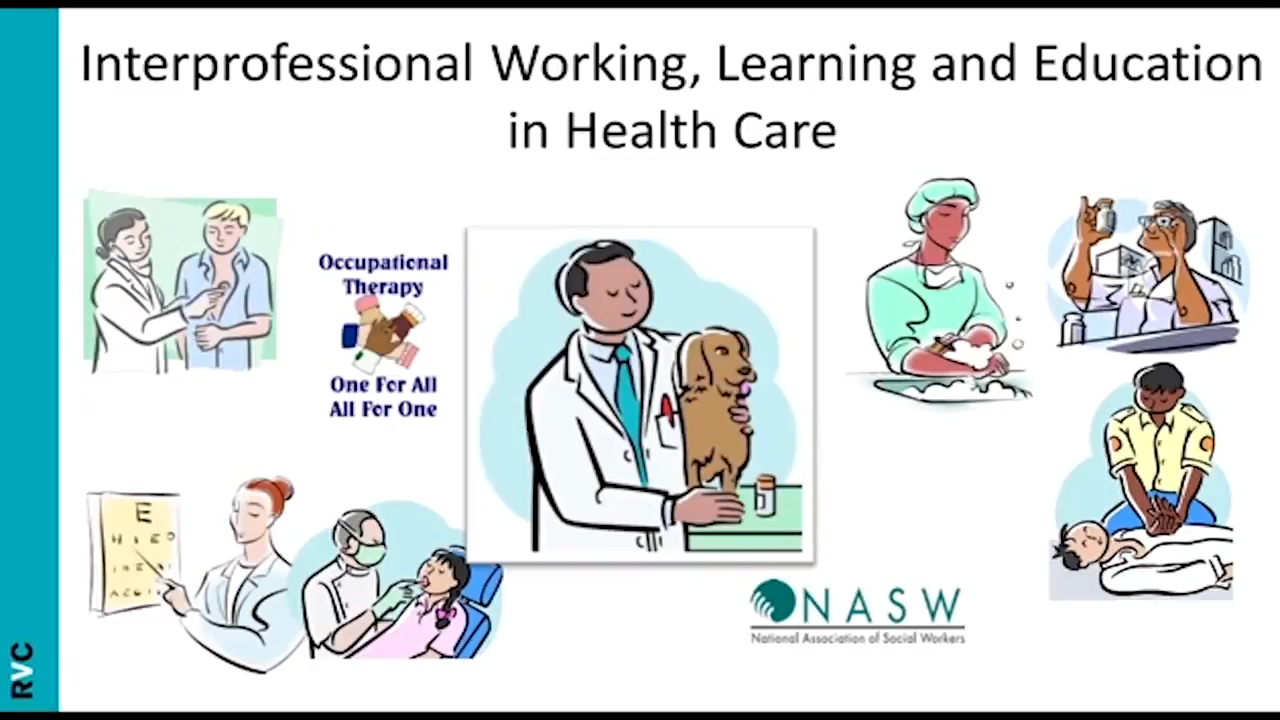 Interprofessional Working, Learning and Education
in Health Care
Occupational
Therapy
One For All
All For One
E
NASW
National Association of Social Workers
RVC